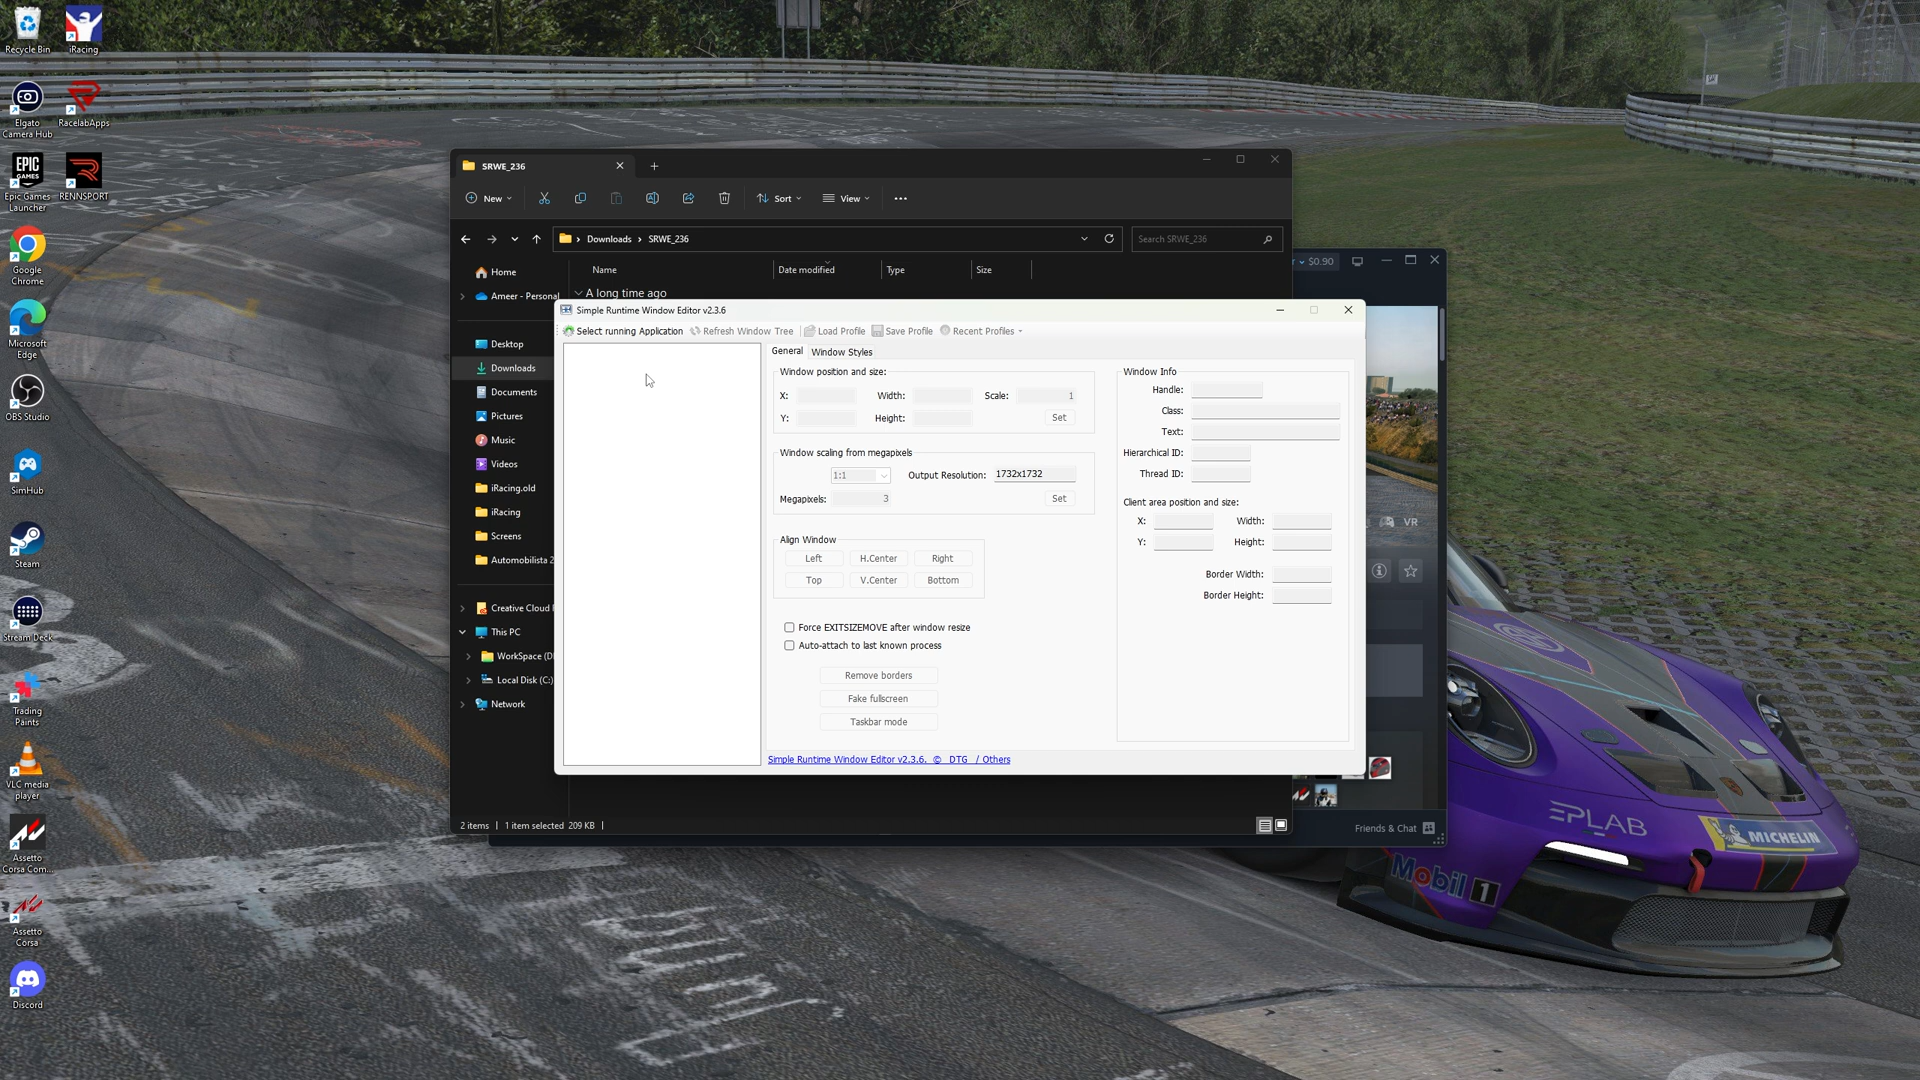 Recycle Bin
iRacing
Elgato Camera Hub
RacelabApps
EPIC GAMES
Epic Games Launcher
RENNSPORT
Google Chrome
Microsoft Edge
OBS Studio
SimHub
Steam
Stream Deck
Trading Paints
VLC media player
Assetto Corsa Com...
Assetto Corsa
Discord
SRWE_236
New
Sort
View
Downloads > SRWE_236
Search SRWE_236
Name
Date modified
Type
Size
A long time ago
Home
Ameer - Personal
Desktop
Downloads
Documents
Pictures
Music
Videos
iRacing.old
iRacing
Screens
Automobilista 2
Creative Cloud
This PC
WorkSpace (D
Local Disk (C:)
Network
2 items | 1 item selected 209 KB |
Simple Runtime Window Editor v2.3.6
Select running Application
Refresh Window Tree
Load Profile
Save Profile
Recent Profiles
General
Window Styles
Window position and size:
X:
Width:
Scale:
1
Y:
Height:
Set
Window scaling from megapixels
1:1
Output Resolution:
1732x1732
Megapixels:
3
Set
Align Window
Left
H.Center
Right
Top
V.Center
Bottom
Force EXITSIZEMOVE after window resize
Auto-attach to last known process
Remove borders
Fake fullscreen
Taskbar mode
Simple Runtime Window Editor v2.3.6. © DTG / Others
Window Info
Handle:
Class:
Text:
Hierarchical ID:
Thread ID:
Client area position and size:
X:
Width:
Y:
Height:
Border Width:
Border Height:
$0.90
VR
Friends & Chat
EPLAB
MICHELIN
Mobil 1